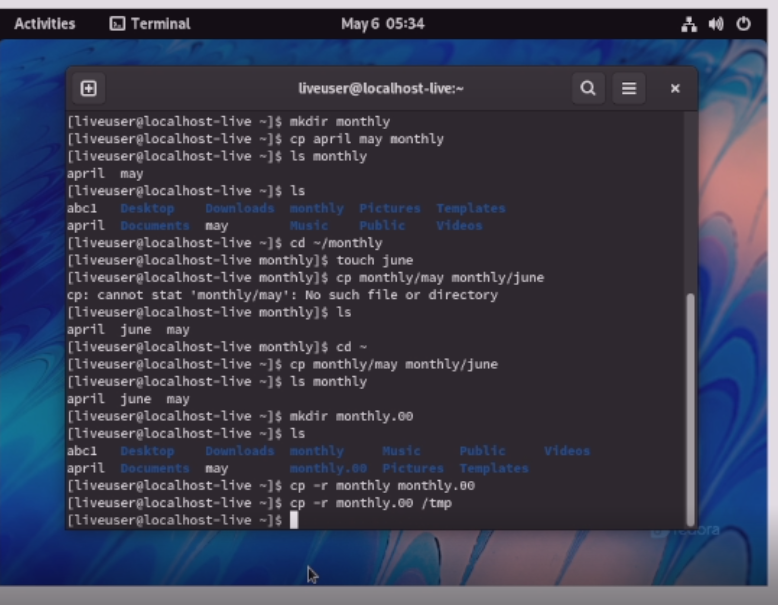 Activities Terminal May 6 05:34
liveuser@localhost-live:~
[liveuser@localhost-live ~]$ mkdir monthly
[liveuser@localhost-live ~]$ cp april may monthly
[liveuser@localhost-live ~]$ ls monthly
april  may
[liveuser@localhost-live ~]$ ls
abc1   Desktop    Downloads  monthly  Pictures  Templates
april  Documents  may        Music    Public    Videos
[liveuser@localhost-live ~]$ cd ~/monthly
[liveuser@localhost-live monthly]$ touch june
[liveuser@localhost-live monthly]$ cp monthly/may monthly/june
cp: cannot stat 'monthly/may': No such file or directory
[liveuser@localhost-live monthly]$ ls
april  june  may
[liveuser@localhost-live monthly]$ cd ~
[liveuser@localhost-live ~]$ cp monthly/may monthly/june
[liveuser@localhost-live ~]$ ls monthly
april  june  may
[liveuser@localhost-live ~]$ mkdir monthly.00
[liveuser@localhost-live ~]$ ls
abc1   Desktop    Downloads  monthly     Music     Public     Videos
april  Documents  may        monthly.00  Pictures  Templates
[liveuser@localhost-live ~]$ cp -r monthly monthly.00
[liveuser@localhost-live ~]$ cp -r monthly.00 /tmp
[liveuser@localhost-live ~]$
fedora